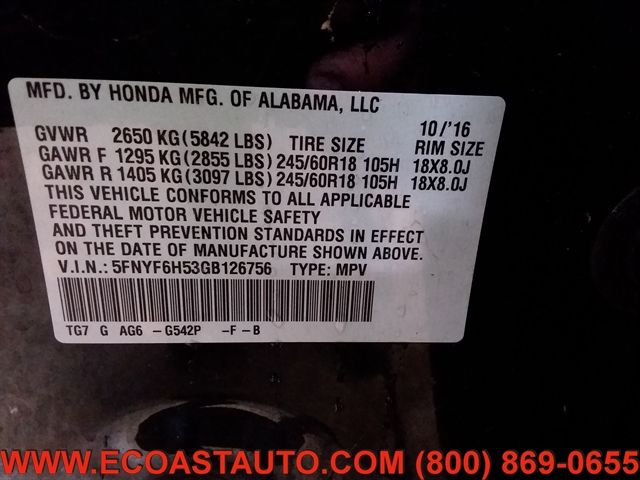 MFD. BY HONDA MFG. OF ALABAMA, LLC
10/'16
GVWR 2650 KG(5842 LBS) TIRE SIZE RIM SIZE
GAWR F 1295 KG(2855 LBS) 245/60R18 105H 18X8.0J
GAWR R 1405 KG(3097 LBS) 245/60R18 105H 18X8.0J
THIS VEHICLE CONFORMS TO ALL APPLICABLE
FEDERAL MOTOR VEHICLE SAFETY
AND THEFT PREVENTION STANDARDS IN EFFECT
ON THE DATE OF MANUFACTURE SHOWN ABOVE.
V.I.N.: 5FNYF6H53GB126756 TYPE: MPV
TG7 G AG6 -G542P -F-B
WWW.ECOASTAUTO.COM (800) 869-0655